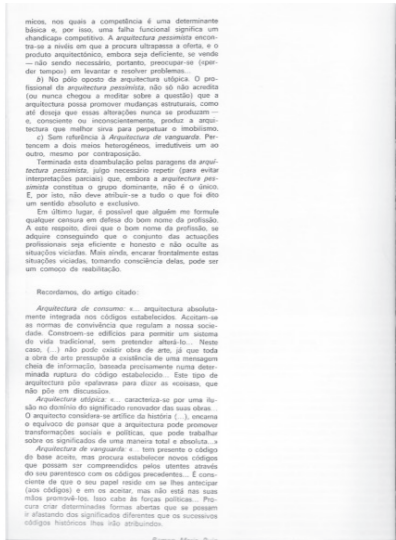 micos, nos quais a competência é uma determinante
básica e, por isso, uma falha funcional significa um
«handicap» competitivo. A arquitectura pessimista encon-
tra-se a níveis em que a procura ultrapassa a oferta, e o
produto arquitectónico, embora seja deficiente, se vende
— não sendo necessário, portanto, preocupar-se («per-
der tempo») em levantar e resolver problemas...
b) No pólo oposto da arquitectura utópica. O pro-
fissional da arquitectura pessimista, não só não acredita
(ou nunca chegou a meditar sobre a questão) que a
arquitectura possa promover mudanças estruturais, como
até deseja que essas alterações nunca se produzam —
e, consciente ou inconscientemente, produz a arqui-
tectura que melhor sirva para perpetuar o imobilismo.
c) Sem referência à Arquitectura de vanguarda. Per-
tencem a dois meios heterogéneos, irredutíveis um ao
outro, mesmo por contraposição.
Terminada esta deambulação pelas paragens da arqui-
tectura pessimista, julgo necessário repetir (para evitar
interpretações parciais) que, embora a arquitectura pes-
simista constitua o grupo dominante, não é o único.
E, por isso, não deve atribuir-se a tudo o que foi dito
um sentido absoluto e exclusivo.
Em último lugar, é possível que alguém me formule
qualquer censura em defesa do bom nome da profissão.
A este respeito, direi que o bom nome da profissão, se
adquire conseguindo que o conjunto das actuações
profissionais seja eficiente e honesto e não oculte as
situações viciadas. Mais ainda, encarar frontalmente estas
situações viciadas, tomando consciência delas, pode ser
um começo da reabilitação.
Recordamos, do artigo citado:
Arquitectura de consumo: «... arquitectura absoluta-
mente integrada nos códigos estabelecidos. Aceitam-se
as normas de convivência que regulam a nossa socie-
dade. Constroem-se edifícios para permitir um sistema
do vida tradicional, sem pretender alterá-lo... Neste
caso, (...) não pode existir obra de arte, já que toda
a obra de arte pressupõe a existência de uma mensagem
cheia de informação, baseada precisamente numa deter-
minada ruptura do código estabelecido... Este tipo de
arquitectura põe «palavras» para dizer as «coisas», que
não põe em discussão».
Arquitectura utópica: «... caracteriza-se por uma ilu-
são no domínio do significado renovador das suas obras...
O arquitecto considera-se artífice da história (...), encarna
o equívoco de pensar que a arquitectura pode promover
transformações sociais e políticas, que pode trabalhar
sobre os significados de uma maneira total e absoluta...»
Arquitectura de vanguarda: «... tem presente o código
de base aceito, mas procura estabelecer novos códigos
que possam ser compreendidos pelos utentes através
do seu parentesco com os códigos precedentes... É cons-
ciente de que o seu papel reside em se lhes antecipar
(aos códigos) e em os aceitar, mas não está nas suas
mãos promovê-los. Isso cabe às forças políticas... Pro-
cura criar determinadas formas abertas que se possam
ir afastando dos significados diferentes que os sucessivos
códigos históricos lhes irão atribuindo».